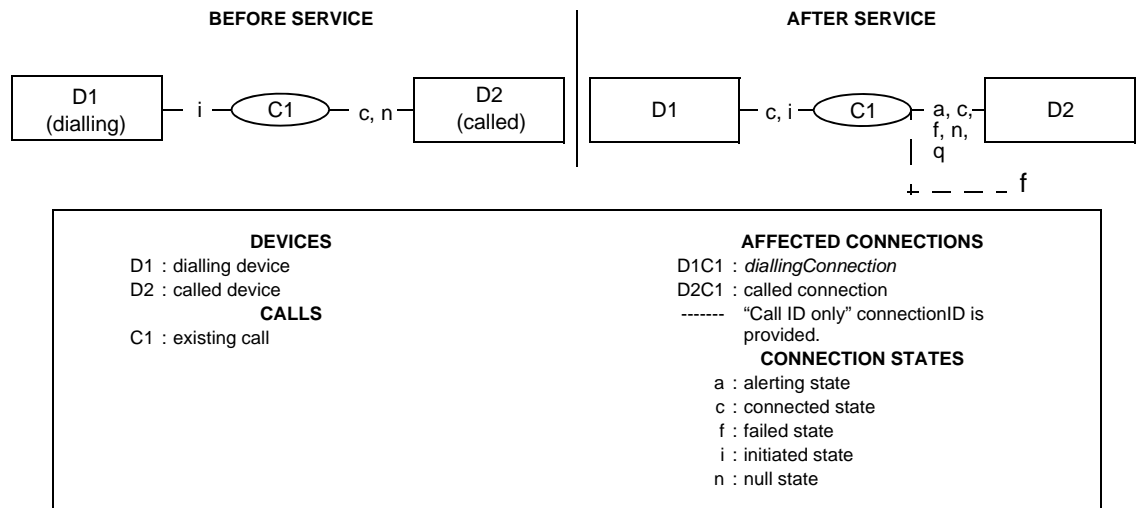 BEFORE SERVICE
AFTER SERVICE
D1
(dialling)
i
C1
c, n
D2
(called)
D1
c, i
C1
a, c,
f, n,
q
D2
f
DEVICES
D1 : dialling device
D2 : called device
CALLS
C1 : existing call
AFFECTED CONNECTIONS
D1C1 : diallingConnection
D2C1 : called connection
------- “Call ID only” connectionID is
provided.
CONNECTION STATES
a : alerting state
c : connected state
f : failed state
i : initiated state
n : null state